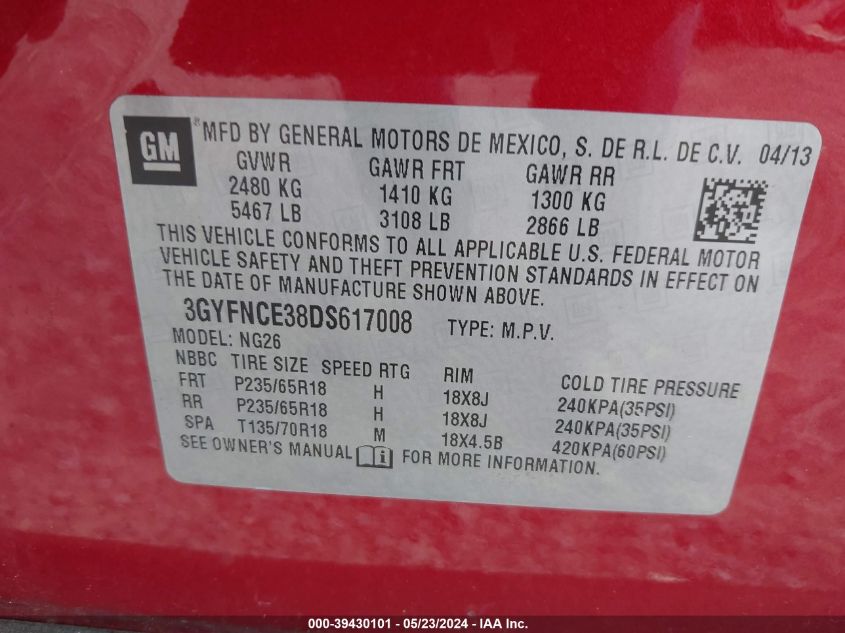 GM
MFD BY GENERAL MOTORS DE MEXICO, S. DE R.L. DE C.V. 04/13
GVWR GAWR FRT GAWR RR
2480 KG 1410 KG 1300 KG
5467 LB 3108 LB 2866 LB
THIS VEHICLE CONFORMS TO ALL APPLICABLE U.S. FEDERAL MOTOR
VEHICLE SAFETY AND THEFT PREVENTION STANDARDS IN EFFECT ON
THE DATE OF MANUFACTURE SHOWN ABOVE.
3GYFNCE38DS617008 TYPE: M.P.V.
MODEL: NG26
NBBC TIRE SIZE SPEED RTG RIM COLD TIRE PRESSURE
FRT P235/65R18 H 18X8J 240KPA(35PSI)
RR P235/65R18 H 18X8J 240KPA(35PSI)
SPA T135/70R18 M 18X4.5B 420KPA(60PSI)
SEE OWNER'S MANUAL FOR MORE INFORMATION.
000-39430101 - 05/23/2024 - IAA Inc.